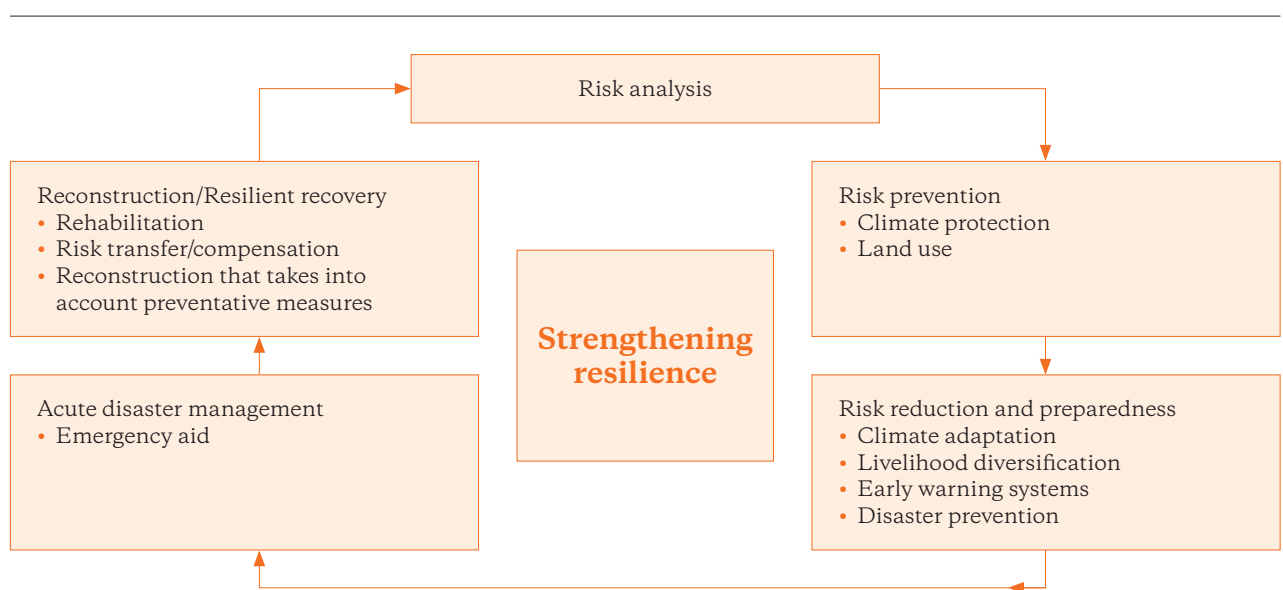 Risk analysis
Reconstruction/Resilient recovery
• Rehabilitation
• Risk transfer/compensation
• Reconstruction that takes into
account preventative measures
Risk prevention
• Climate protection
• Land use
Strengthening
resilience
Acute disaster management
• Emergency aid
Risk reduction and preparedness
• Climate adaptation
• Livelihood diversification
• Early warning systems
• Disaster prevention